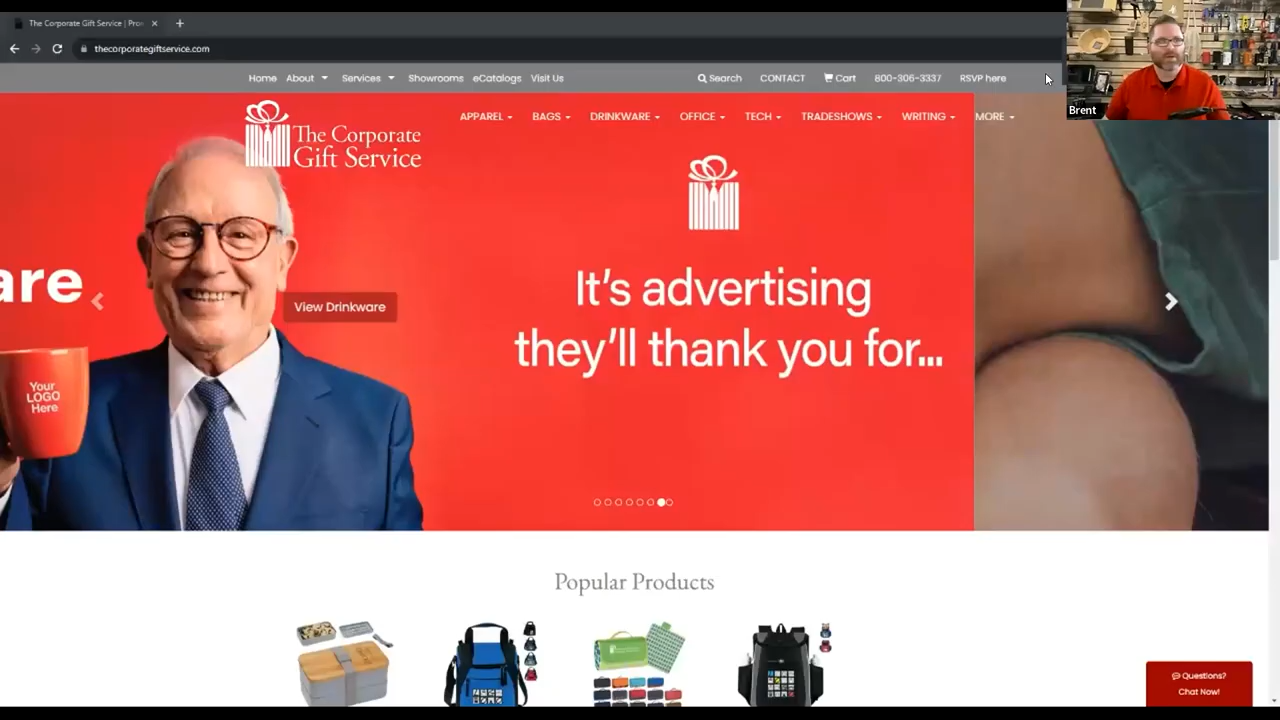 The Corporate Gift Service | Pro
thecorporategiftservice.com
Brent
Home About Services Showrooms eCatalogs Visit Us Search CONTACT Cart 800-306-3337 RSVP here
The Corporate
Gift Service
APPAREL BAGS DRINKWARE OFFICE TECH TRADESHOWS WRITING MORE
are
View Drinkware
Your
LOGO
Here
It's advertising
they'll thank you for...
Popular Products
Questions?
Chat Now!